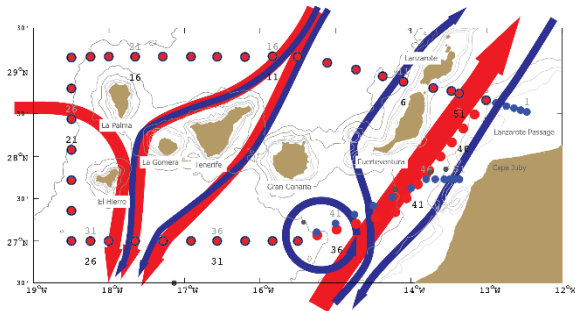 30'
29°N
30'
28°N
30'
27°N
30'
19°W
18°W
17°W
16°W
15°W
14°W
13°W
12°W
21
16
16
11
26
21
31
26
36
31
41
36
41
46
51
6
1
La Palma
La Gomera
El Hierro
Tenerife
Gran Canaria
Fuerteventura
Lanzarote
Lanzarote Passage
Cape Juby